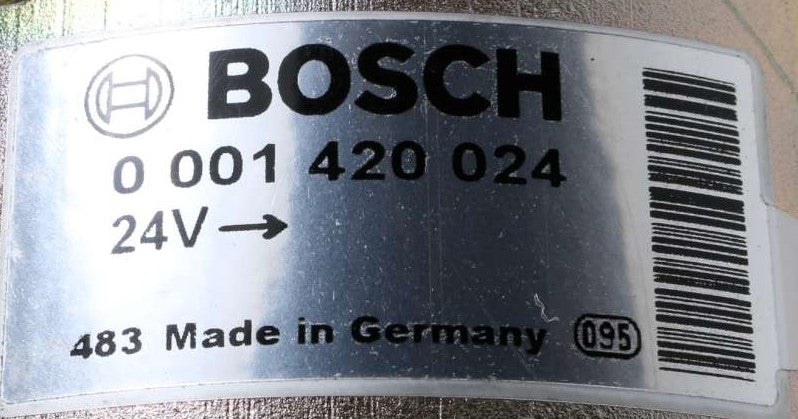 BOSCH
0 001 420 024
24V →
483 Made in Germany 095